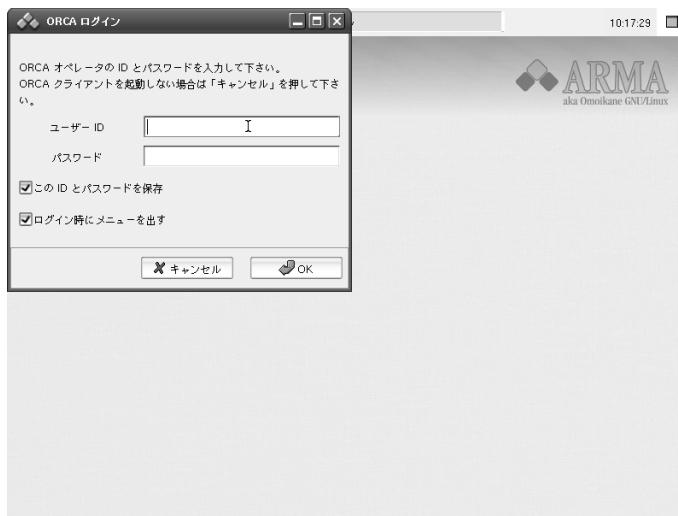 ORCA ログイン
10:17:29
ORCA オペレータの ID とパスワードを入力して下さい。
ORCA クライアントを起動しない場合は「キャンセル」を押して下さ
い。
ユーザー ID
パスワード
この ID とパスワードを保存
ログイン時にメニューを出す
キャンセル
OK
ARMA
aka Omoikane GNU/Linux